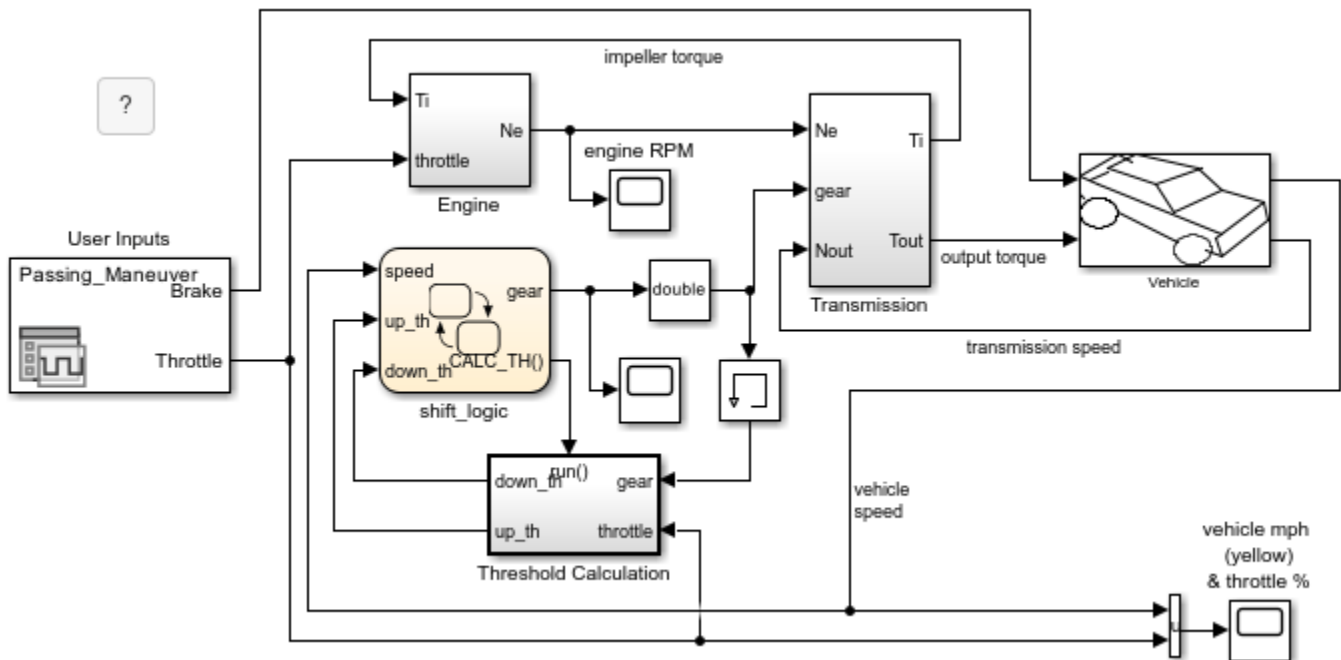 impeller torque
?
Ti
Ne
throttle
Engine
engine RPM
Ne
Ti
gear
Nout
Tout
Transmission
output torque
Vehicle
transmission speed
User Inputs
Passing_Maneuver
Brake
Throttle
speed
gear
up_th
CALC_TH()
down_th
shift_logic
double
run()
down_th
gear
up_th
throttle
Threshold Calculation
vehicle
speed
vehicle mph
(yellow)
& throttle %